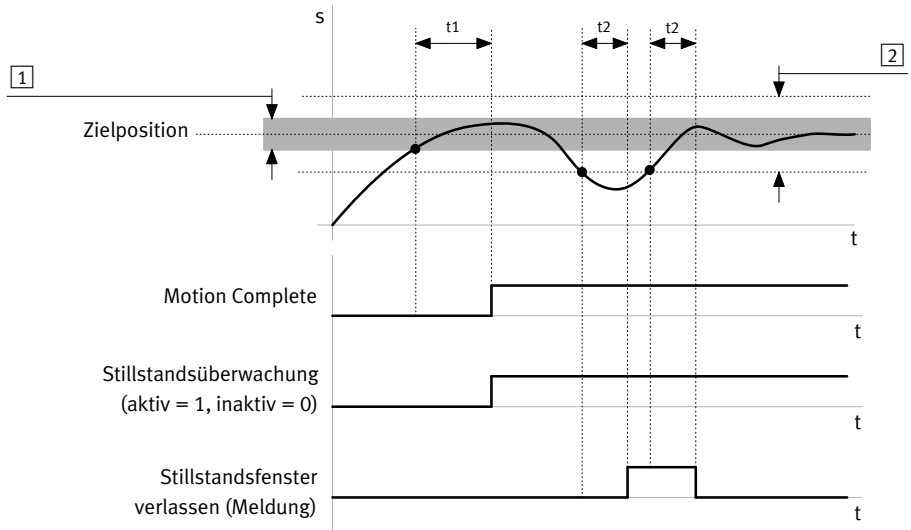 s
t1
t2
t2
1
2
Zielposition
t
Motion Complete
t
Stillstandsüberwachung
(aktiv = 1, inaktiv = 0)
t
Stillstandsfenster
verlassen (Meldung)
t